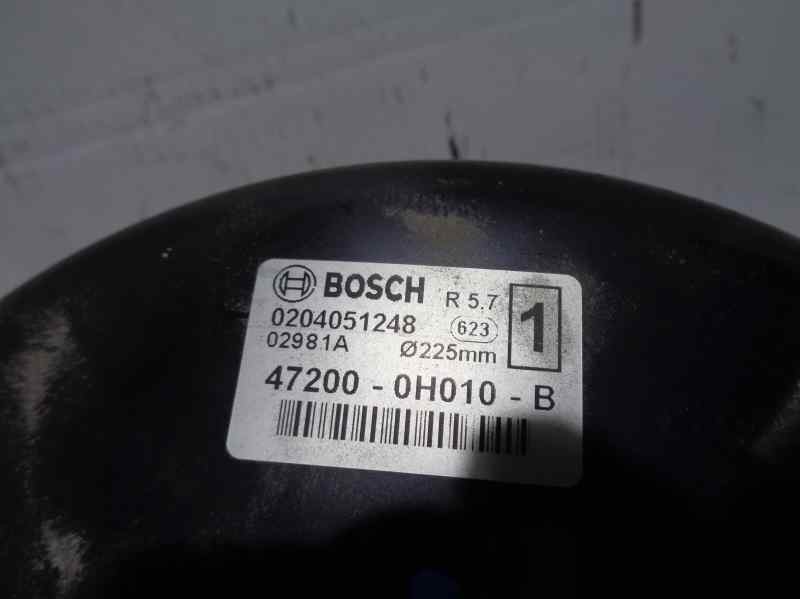 BOSCH R 5.7 1
0204051248 623
02981A Ø225mm
47200 - 0H010 - B